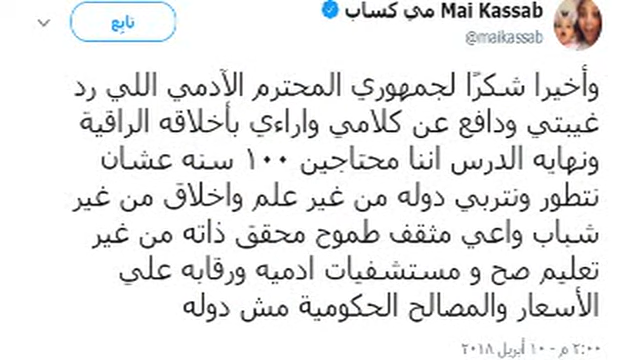 Mai Kassab مي كساب
تابع
@maikassab
وأخيرا شكرًا لجمهوري المحترم الآدمي اللي رد
غيبتي ودافع عن كلامي واراءي بأخلاقه الراقية
ونهايه الدرس اننا محتاجين ١٠٠ سنه عشان
نتطور ونتربي دوله من غير علم واخلاق من غير
شباب واعي مثقف طموح محقق ذاته من غير
تعليم صح و مستشفيات ادميه ورقابه علي
الأسعار والمصالح الحكومية مش دوله
٢:٠٠ م - ١٠ أبريل ٢٠١٨